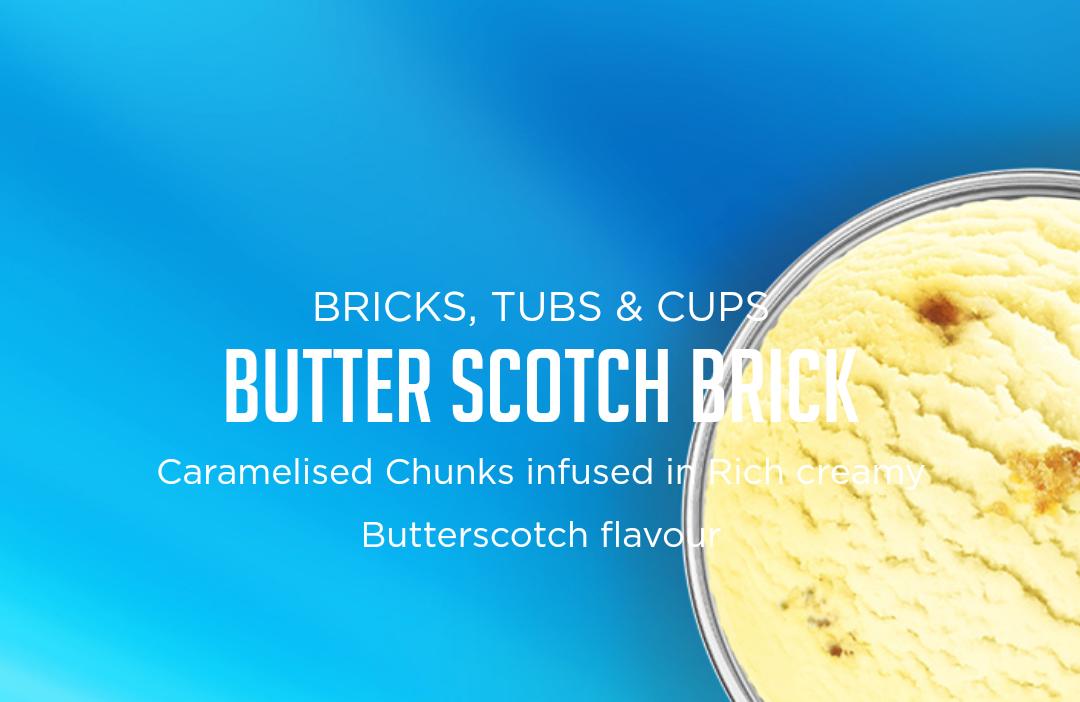 BRICKS, TUBS & CUPS
BUTTER SCOTCH BRICK
Caramelised Chunks infused in Rich creamy
Butterscotch flavour